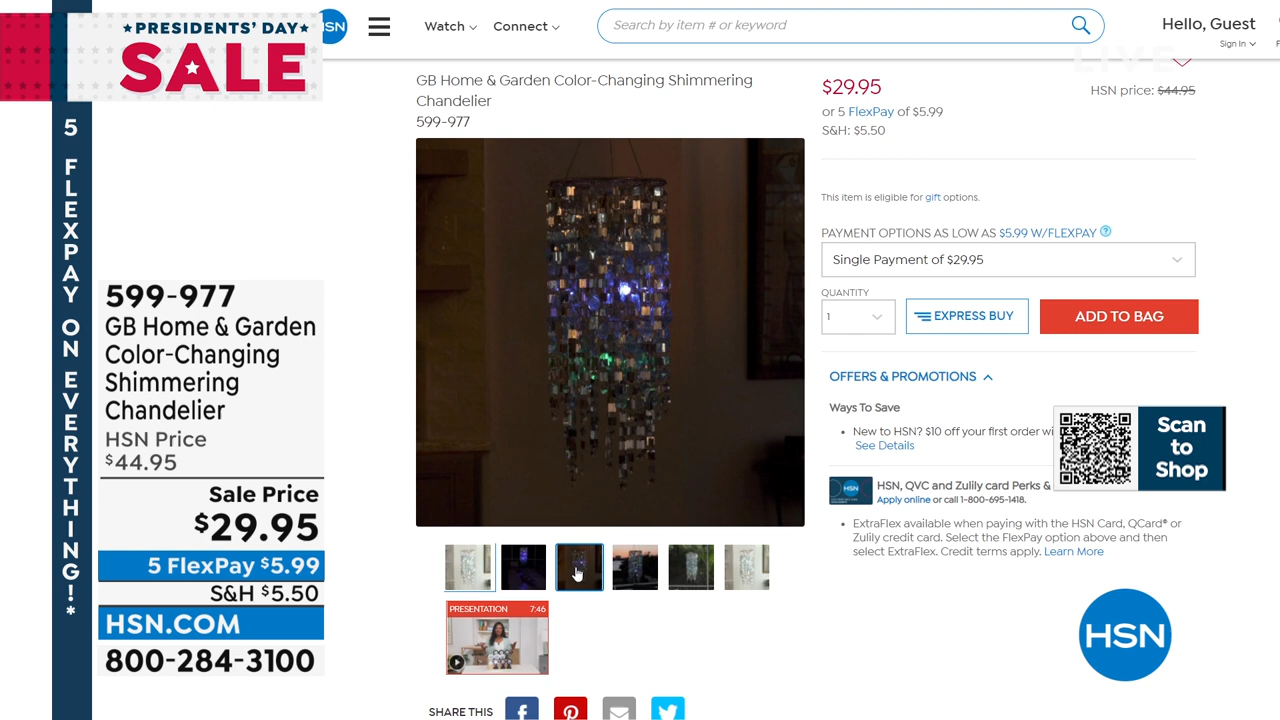 PRESIDENTS' DAY
SALE
5 FLEXPAY ON EVERYTHING!*
599-977
GB Home & Garden
Color-Changing
Shimmering
Chandelier
HSN Price
$44.95
Sale Price
$29.95
5 FlexPay $5.99
S&H $5.50
HSN.COM
800-284-3100
HSN
Watch
Connect
Search by item # or keyword
Hello, Guest
Sign In
LIVE
GB Home & Garden Color-Changing Shimmering
Chandelier
599-977
PRESENTATION 7:46
SHARE THIS
$29.95
HSN price: $44.95
or 5 FlexPay of $5.99
S&H: $5.50
This item is eligible for gift options.
PAYMENT OPTIONS AS LOW AS $5.99 W/FLEXPAY ?
Single Payment of $29.95
QUANTITY
1
EXPRESS BUY
ADD TO BAG
OFFERS & PROMOTIONS
Ways To Save
• New to HSN? $10 off your first order wi
See Details
HSN
HSN, QVC and Zulily card Perks &
Apply online or call 1-800-695-1418.
• ExtraFlex available when paying with the HSN Card, QCard® or
Zulily credit card. Select the FlexPay option above and then
select ExtraFlex. Credit terms apply. Learn More
Scan
to
Shop
HSN